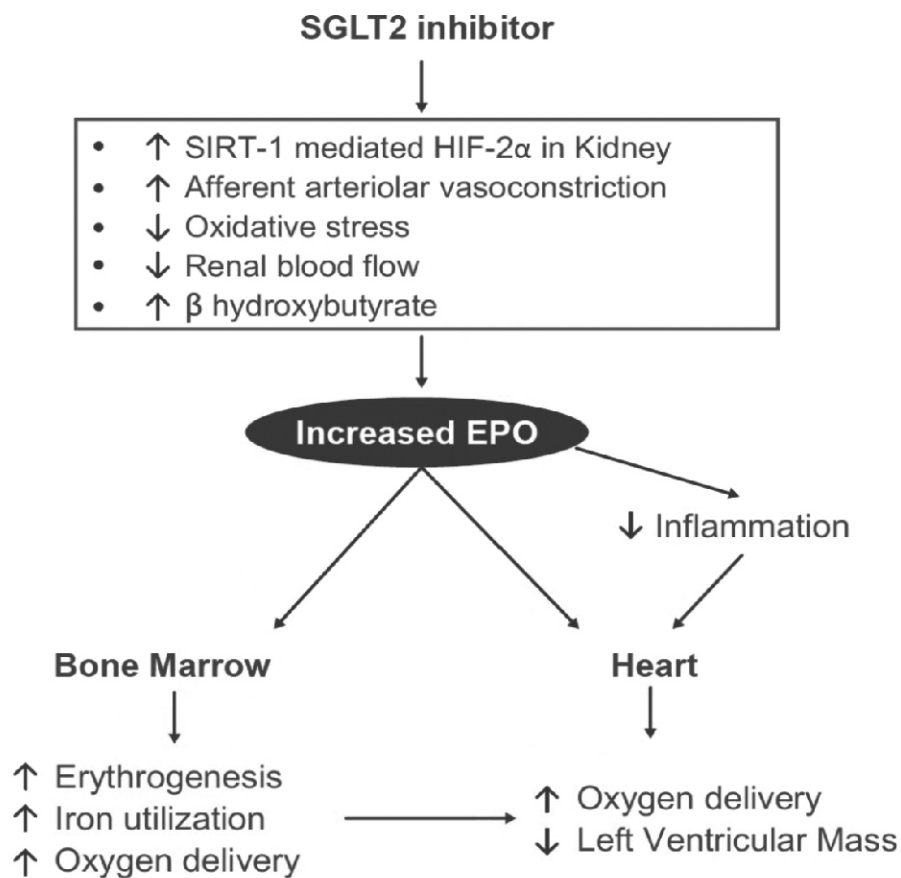 SGLT2 inhibitor
• ↑ SIRT-1 mediated HIF-2α in Kidney
• ↑ Afferent arteriolar vasoconstriction
• ↓ Oxidative stress
• ↓ Renal blood flow
• ↑ β hydroxybutyrate
Increased EPO
↓ Inflammation
Bone Marrow
Heart
↑ Erythrogenesis
↑ Iron utilization
↑ Oxygen delivery
↑ Oxygen delivery
↓ Left Ventricular Mass